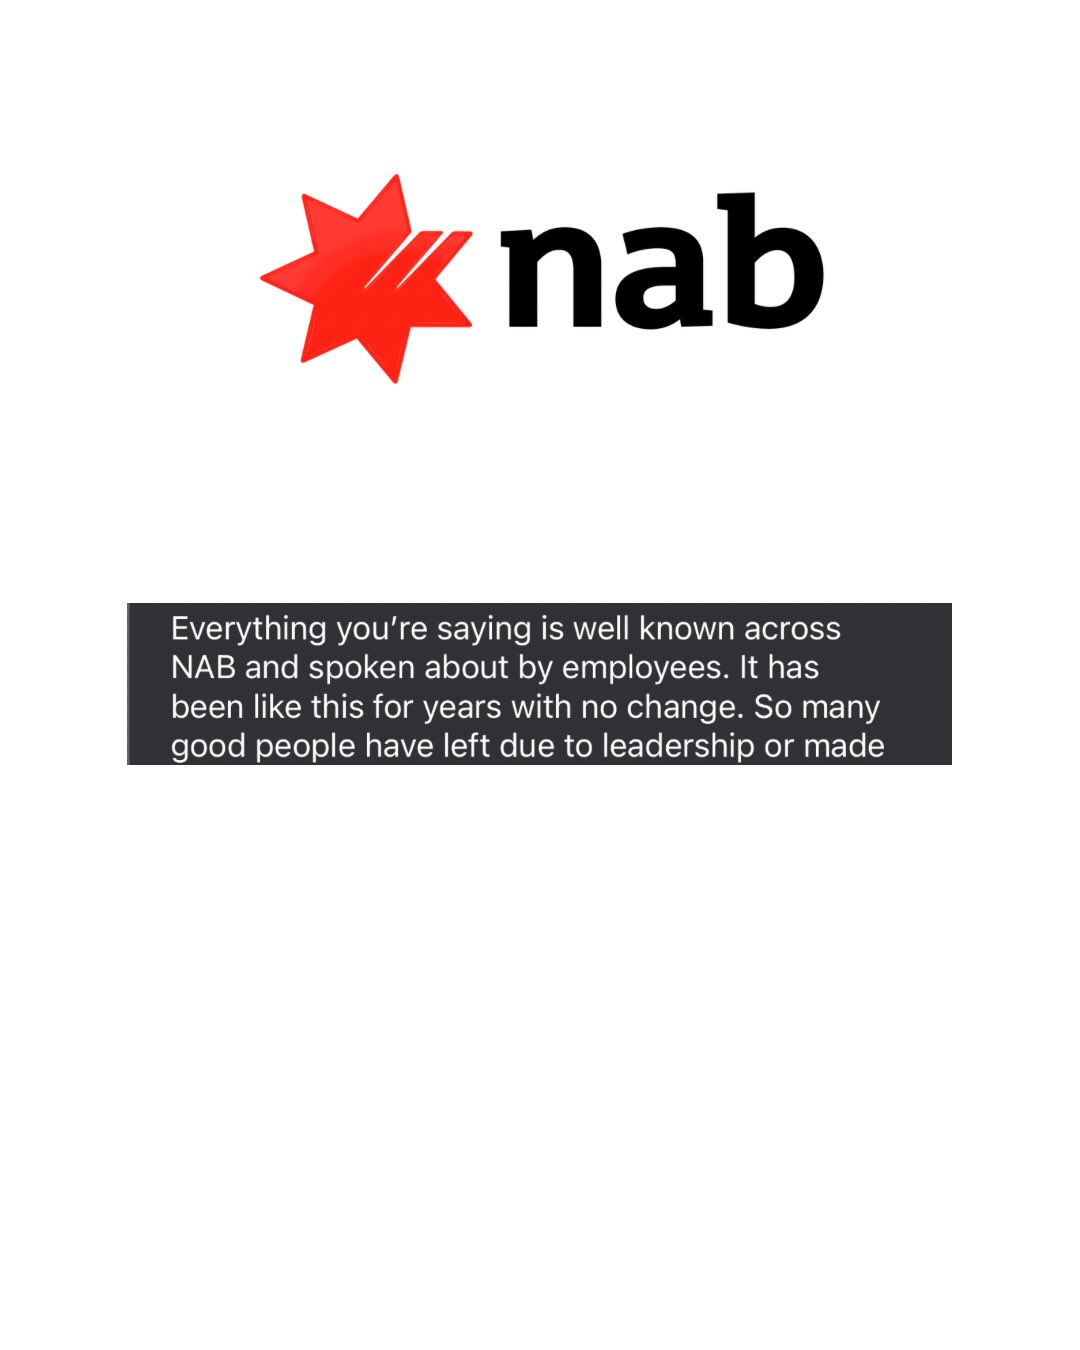 nab
Everything you’re saying is well known across
NAB and spoken about by employees. It has
been like this for years with no change. So many
good people have left due to leadership or made